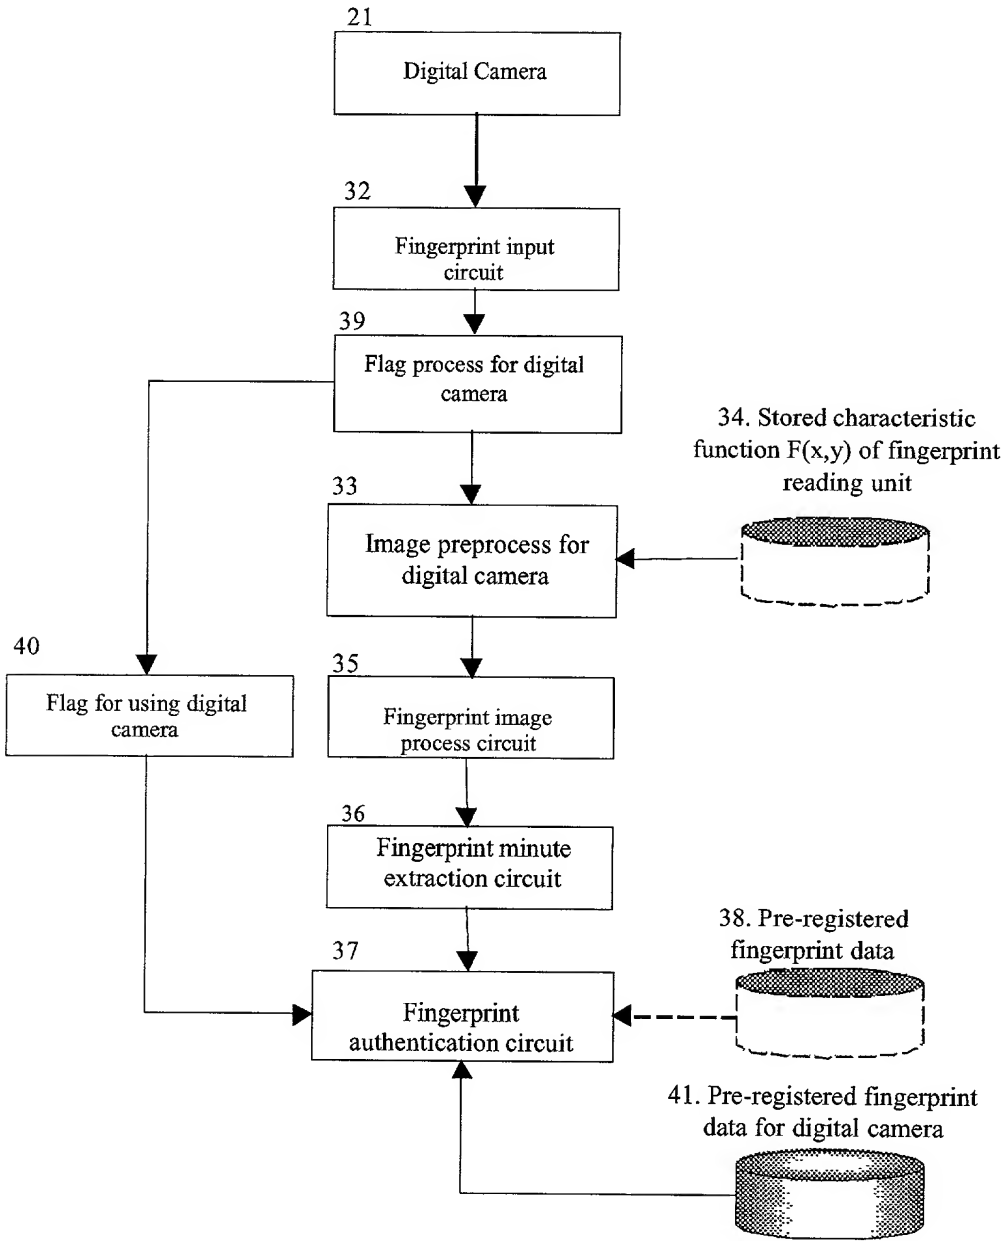 21
Digital Camera
32
Fingerprint input
circuit
39
Flag process for digital
camera
34. Stored characteristic
function F(x,y) of fingerprint
reading unit
33
Image preprocess for
digital camera
40
Flag for using digital
camera
35
Fingerprint image
process circuit
36
Fingerprint minute
extraction circuit
38. Pre-registered
fingerprint data
37
Fingerprint
authentication circuit
41. Pre-registered fingerprint
data for digital camera